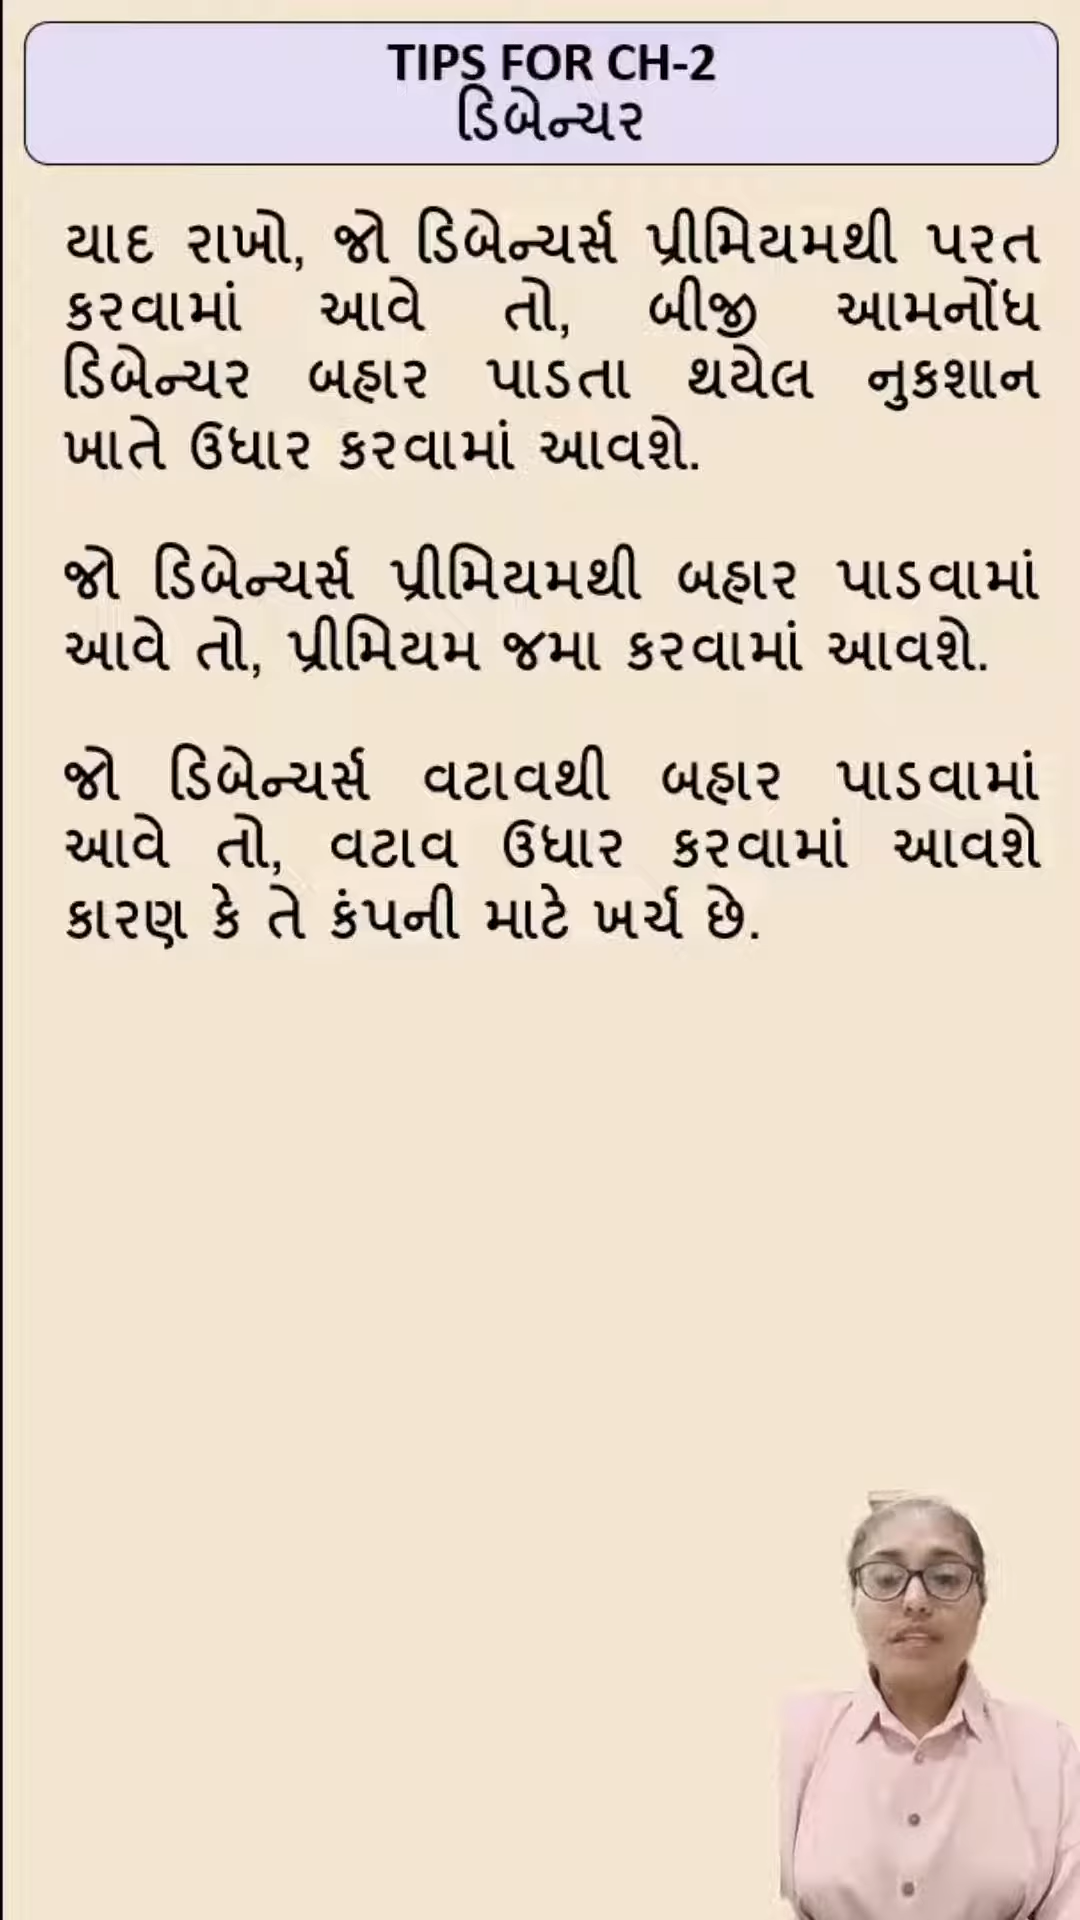 TIPS FOR CH-2
ડિબેન્ચર
યાદ રાખો, જો ડિબેન્ચર્સ પ્રીમિયમથી પરત
કરવામાં આવે તો, બીજી આમનોંધ
ડિબેન્ચર બહાર પાડતા થયેલ નુકશાન
ખાતે ઉધાર કરવામાં આવશે.
જો ડિબેન્ચર્સ પ્રીમિયમથી બહાર પાડવામાં
આવે તો, પ્રીમિયમ જમા કરવામાં આવશે.
જો ડિબેન્ચર્સ વટાવથી બહાર પાડવામાં
આવે તો, વટાવ ઉધાર કરવામાં આવશે
કારણ કે તે કંપની માટે ખર્ચ છે.